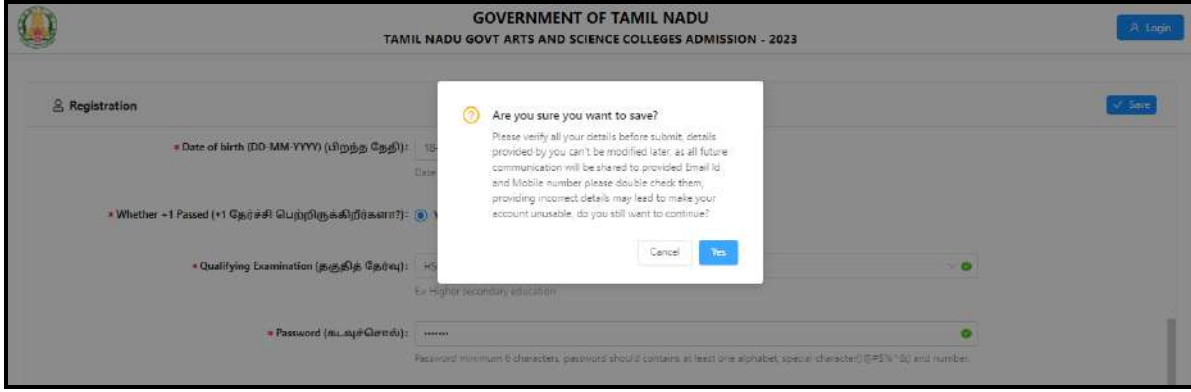 GOVERNMENT OF TAMIL NADU
TAMIL NADU GOVT ARTS AND SCIENCE COLLEGES ADMISSION - 2023
Login
Registration
Save
Are you sure you want to save?
Please verify all your details before submit, details
provided by you can't be modified later, as all future
communication will be shared to provided Email Id
and Mobile number please double check them,
providing incorrect details may lead to make your
account unusable, do you still want to continue?
Cancel
Yes
* Date of birth (DD-MM-YYYY) (பிறந்த தேதி): 18-
Date
* Whether +1 Passed (+1 தேர்ச்சி பெற்றிருக்கிறீர்களா?):
* Qualifying Examination (தகுதித் தேர்வு): HS
Ex Higher secondary education
* Password (கடவுச்சொல்): •••••••
Password minimum 6 characters, password should contains at least one alphabet, special character and number.